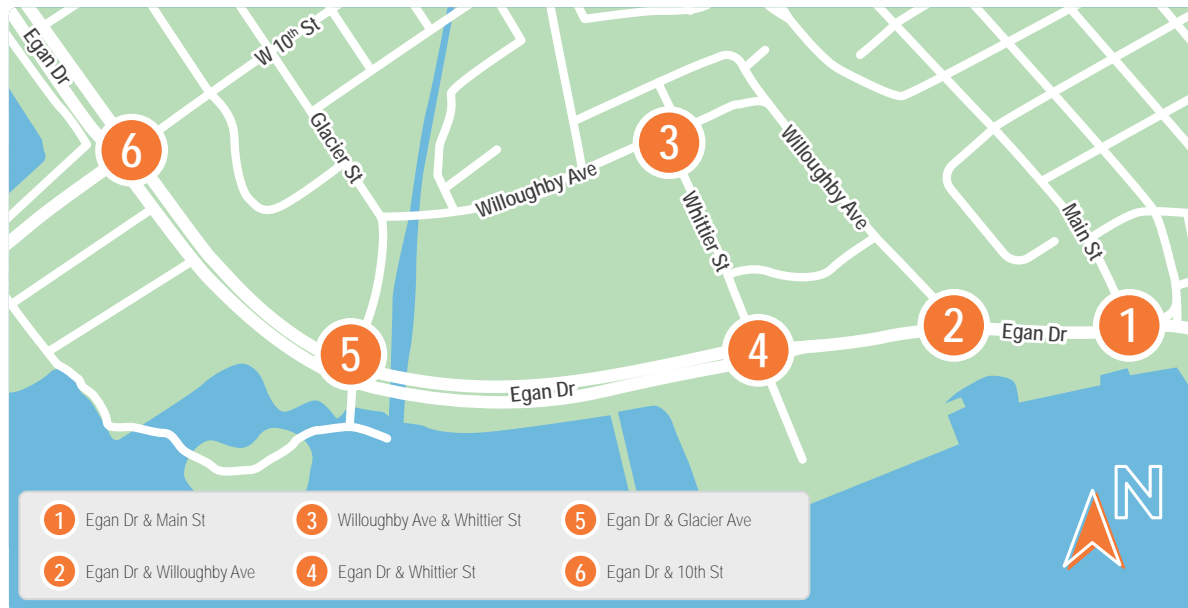 Egan Dr
W 10th St
Glacier St
Willoughby Ave
Willoughby Ave
Whittier St
Main St
Egan Dr
Egan Dr
6
3
5
4
2
1
N
1 Egan Dr & Main St
3 Willoughby Ave & Whittier St
5 Egan Dr & Glacier Ave
2 Egan Dr & Willoughby Ave
4 Egan Dr & Whittier St
6 Egan Dr & 10th St